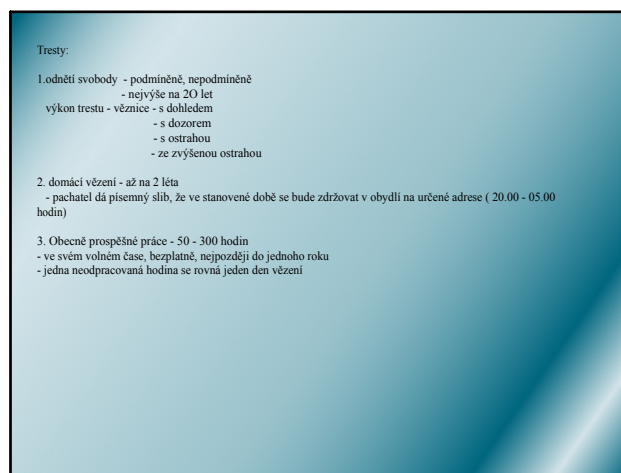 Tresty:
1.odnětí svobody - podmíněně, nepodmíněně
- nejvýše na 2O let
výkon trestu - věznice - s dohledem
- s dozorem
- s ostrahou
- ze zvýšenou ostrahou
2. domácí vězení - až na 2 léta
- pachatel dá písemný slib, že ve stanovené době se bude zdržovat v obydlí na určené adrese ( 20.00 - 05.00
hodin)
3. Obecně prospěšné práce - 50 - 300 hodin
- ve svém volném čase, bezplatně, nejpozději do jednoho roku
- jedna neodpracovaná hodina se rovná jeden den vězení